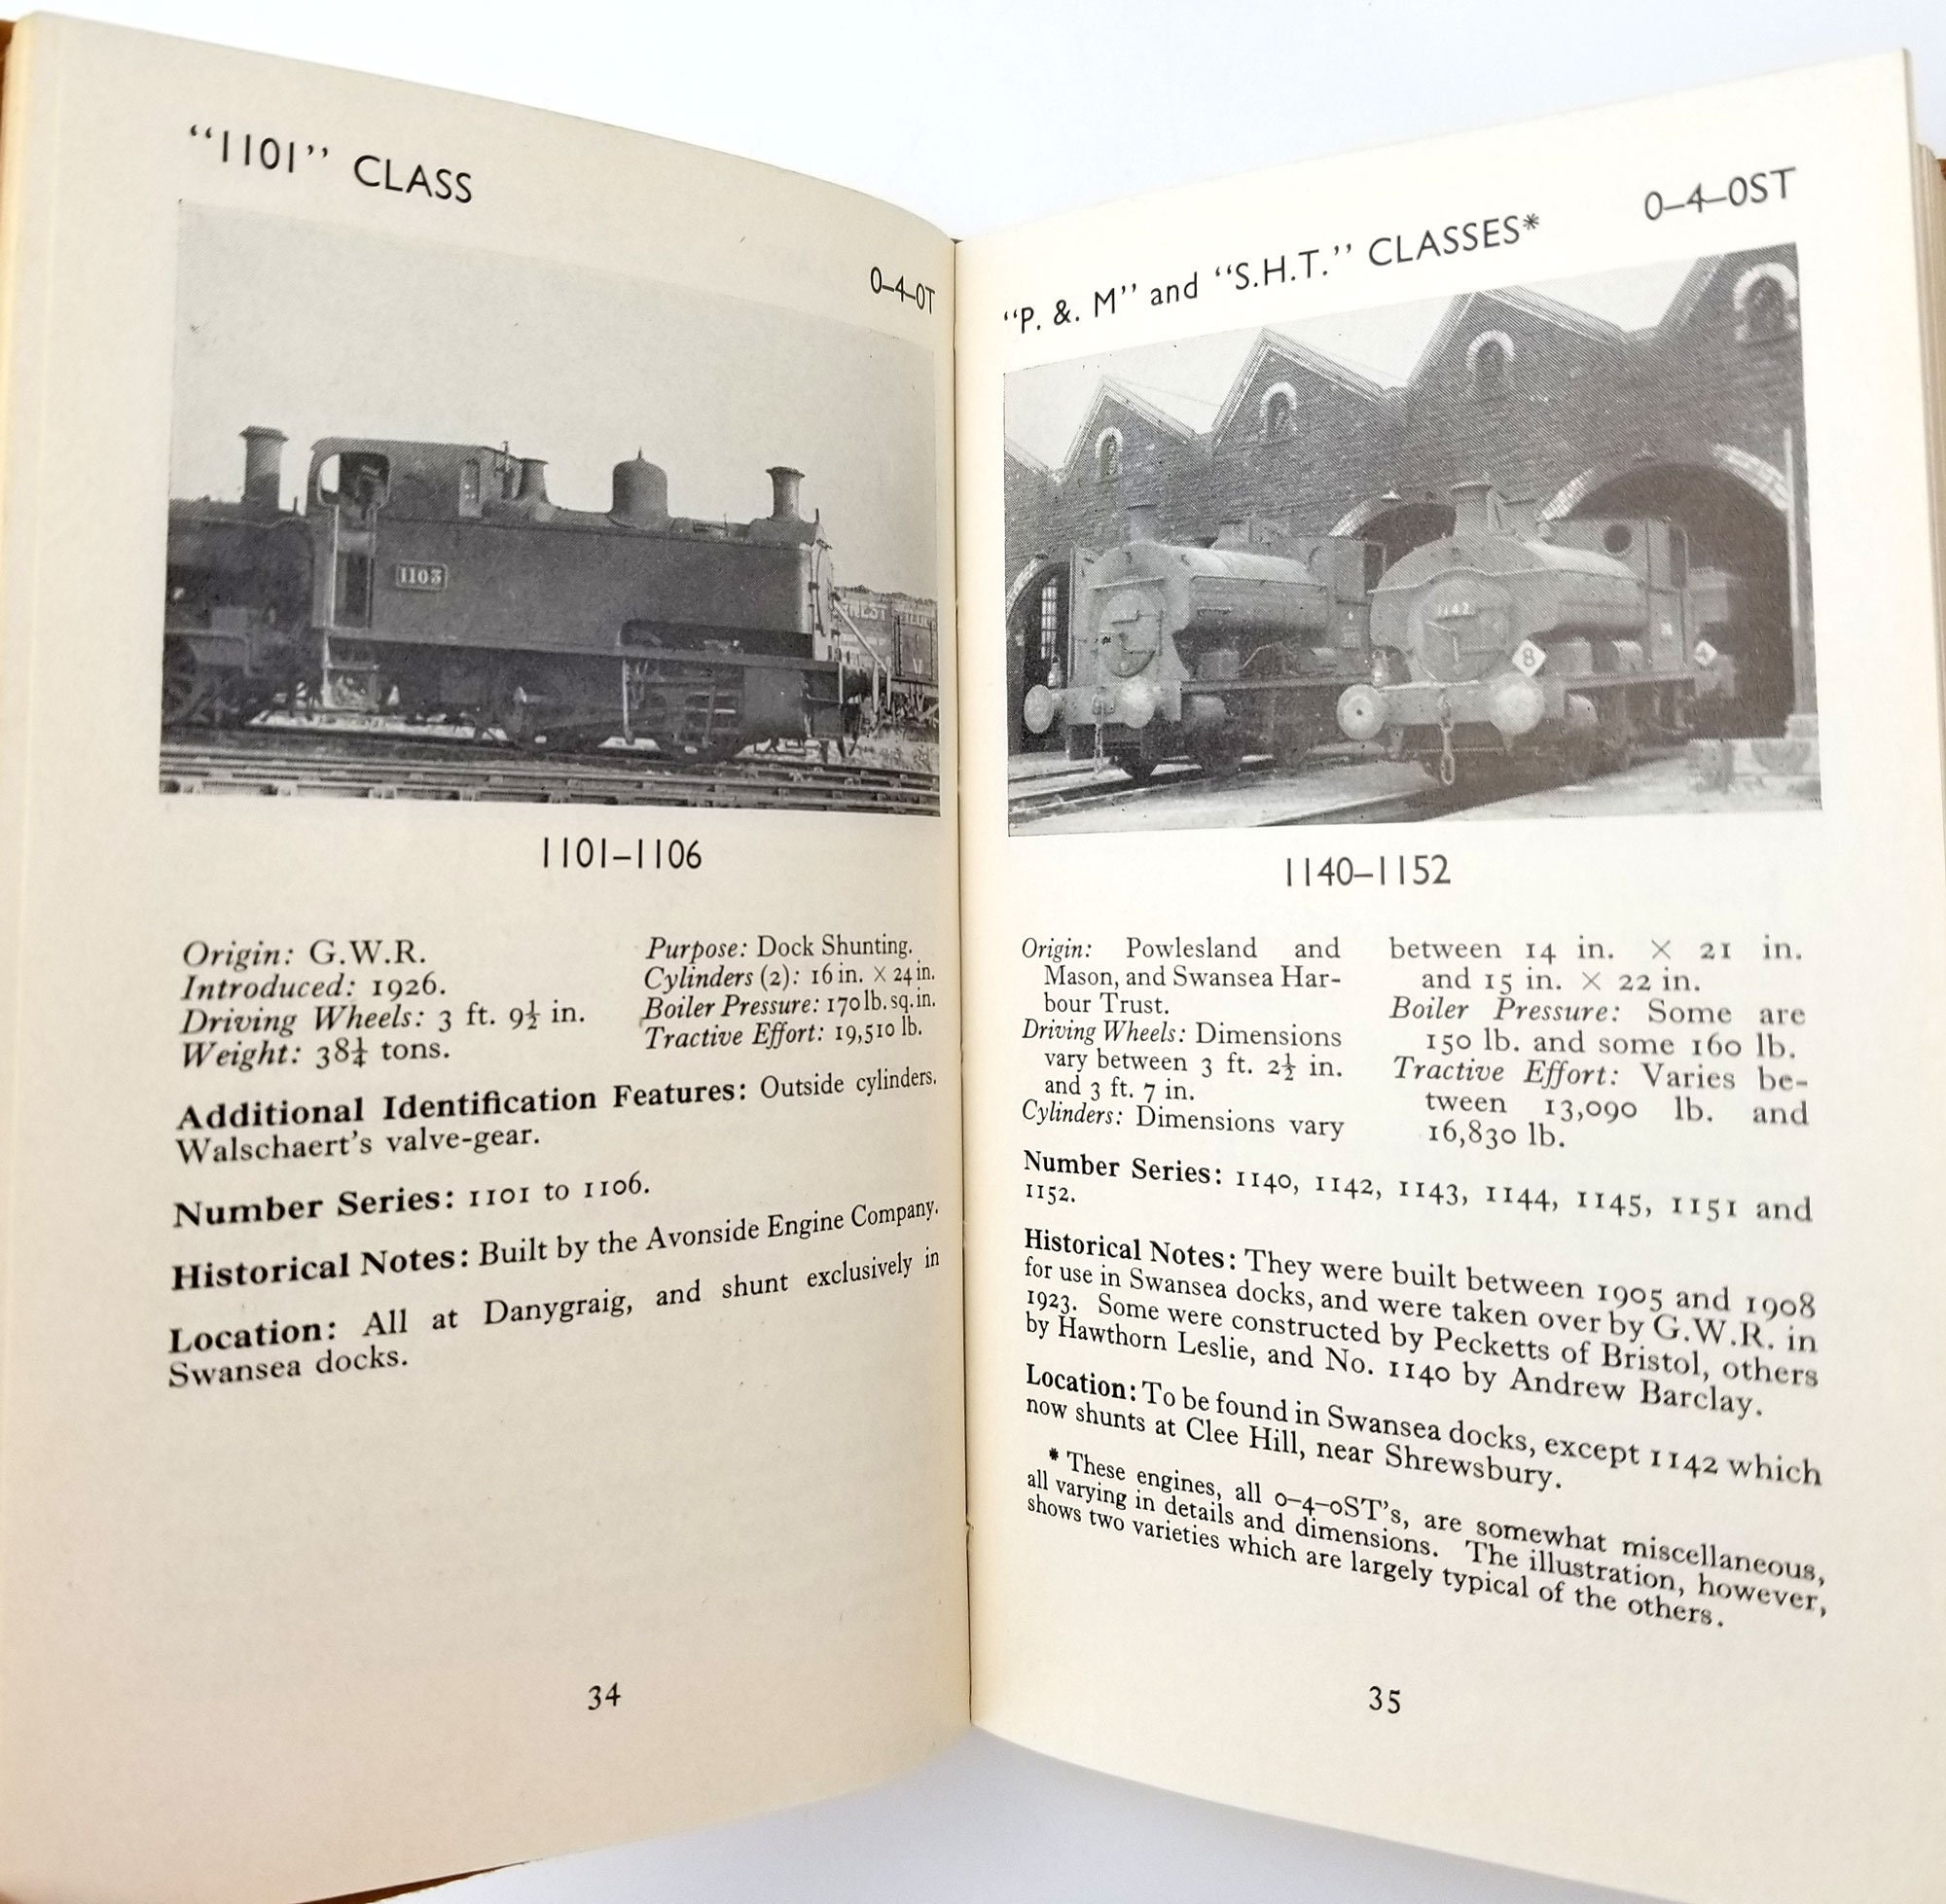 “1101” CLASS
0–4–0T
1103
1101–1106
Origin: G.W.R.
Introduced: 1926.
Driving Wheels: 3 ft. 9½ in.
Weight: 38¼ tons.
Purpose: Dock Shunting.
Cylinders (2): 16 in. × 24 in.
Boiler Pressure: 170 lb. sq. in.
Tractive Effort: 19,510 lb.
Additional Identification Features: Outside cylinders.
Walschaert’s valve-gear.
Number Series: 1101 to 1106.
Historical Notes: Built by the Avonside Engine Company.
Location: All at Danygraig, and shunt exclusively in
Swansea docks.
34
“P. &. M” and “S.H.T.” CLASSES*
0–4–0ST
1142
8
4
1140–1152
Origin: Powlesland and
Mason, and Swansea Har-
bour Trust.
Driving Wheels: Dimensions
vary between 3 ft. 2½ in.
and 3 ft. 7 in.
Cylinders: Dimensions vary
between 14 in. × 21 in.
and 15 in. × 22 in.
Boiler Pressure: Some are
150 lb. and some 160 lb.
Tractive Effort: Varies be-
tween 13,090 lb. and
16,830 lb.
Number Series: 1140, 1142, 1143, 1144, 1145, 1151 and
1152.
Historical Notes: They were built between 1905 and 1908
for use in Swansea docks, and were taken over by G.W.R. in
1923. Some were constructed by Pecketts of Bristol, others
by Hawthorn Leslie, and No. 1140 by Andrew Barclay.
Location: To be found in Swansea docks, except 1142 which
now shunts at Clee Hill, near Shrewsbury.
* These engines, all 0–4–0ST’s, are somewhat miscellaneous,
all varying in details and dimensions. The illustration, however,
shows two varieties which are largely typical of the others.
35